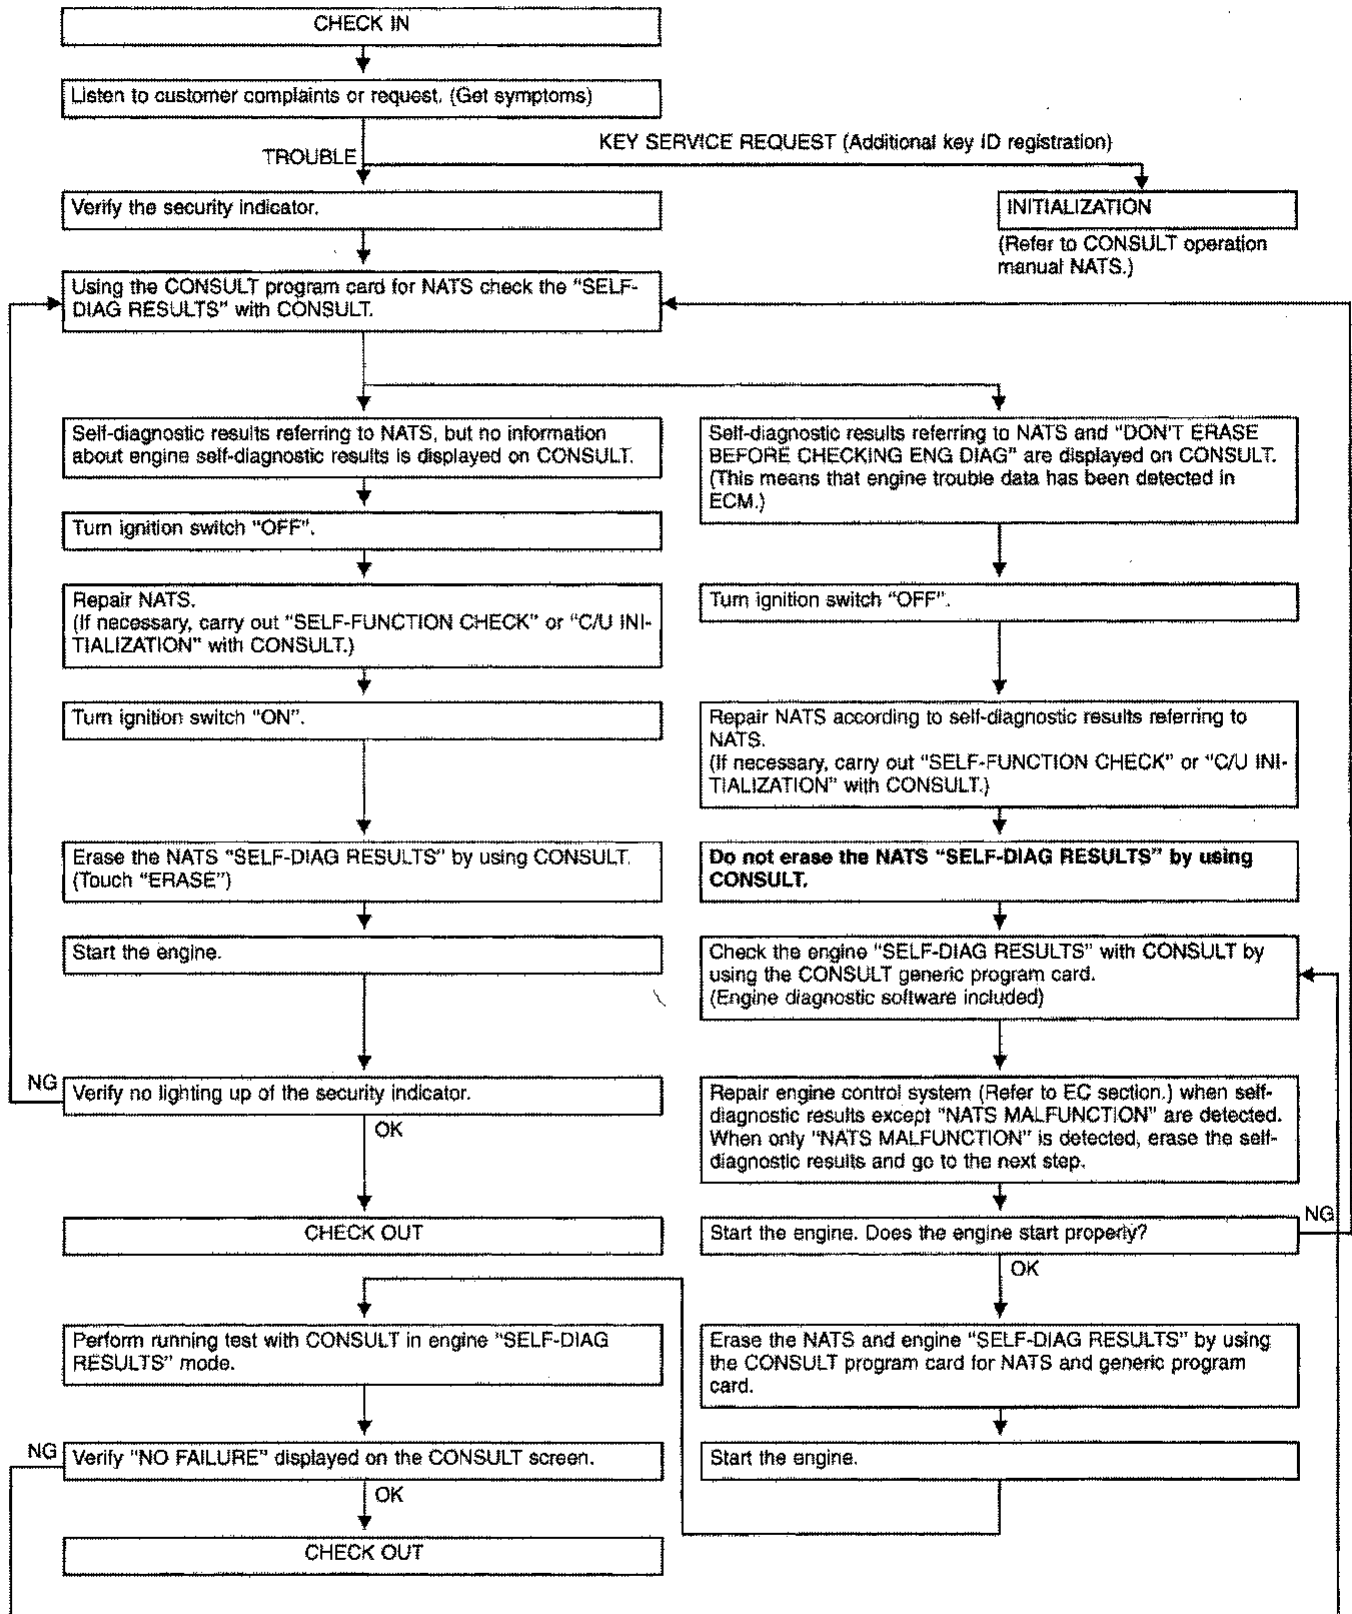 CHECK IN
Listen to customer complaints or request. (Get symptoms)
KEY SERVICE REQUEST (Additional key ID registration)
TROUBLE
Verify the security indicator.
INITIALIZATION
(Refer to CONSULT operation
manual NATS.)
Using the CONSULT program card for NATS check the "SELF-
DIAG RESULTS" with CONSULT.
Self-diagnostic results referring to NATS, but no information
about engine self-diagnostic results is displayed on CONSULT.
Self-diagnostic results referring to NATS and "DON'T ERASE
BEFORE CHECKING ENG DIAG" are displayed on CONSULT.
(This means that engine trouble data has been detected in
ECM.)
Turn ignition switch "OFF".
Repair NATS.
(If necessary, carry out "SELF-FUNCTION CHECK" or "C/U INI-
TIALIZATION" with CONSULT.)
Turn ignition switch "OFF".
Turn ignition switch "ON".
Repair NATS according to self-diagnostic results referring to
NATS.
(If necessary, carry out "SELF-FUNCTION CHECK" or "C/U INI-
TIALIZATION" with CONSULT.)
Erase the NATS "SELF-DIAG RESULTS" by using CONSULT.
(Touch "ERASE")
Do not erase the NATS "SELF-DIAG RESULTS" by using
CONSULT.
Start the engine.
Check the engine "SELF-DIAG RESULTS" with CONSULT by
using the CONSULT generic program card.
(Engine diagnostic software included)
NG
Verify no lighting up of the security indicator.
OK
Repair engine control system (Refer to EC section.) when self-
diagnostic results except "NATS MALFUNCTION" are detected.
When only "NATS MALFUNCTION" is detected, erase the self-
diagnostic results and go to the next step.
CHECK OUT
Start the engine. Does the engine start properly?
NG
OK
Perform running test with CONSULT in engine "SELF-DIAG
RESULTS" mode.
Erase the NATS and engine "SELF-DIAG RESULTS" by using
the CONSULT program card for NATS and generic program
card.
NG
Verify "NO FAILURE" displayed on the CONSULT screen.
OK
Start the engine.
CHECK OUT